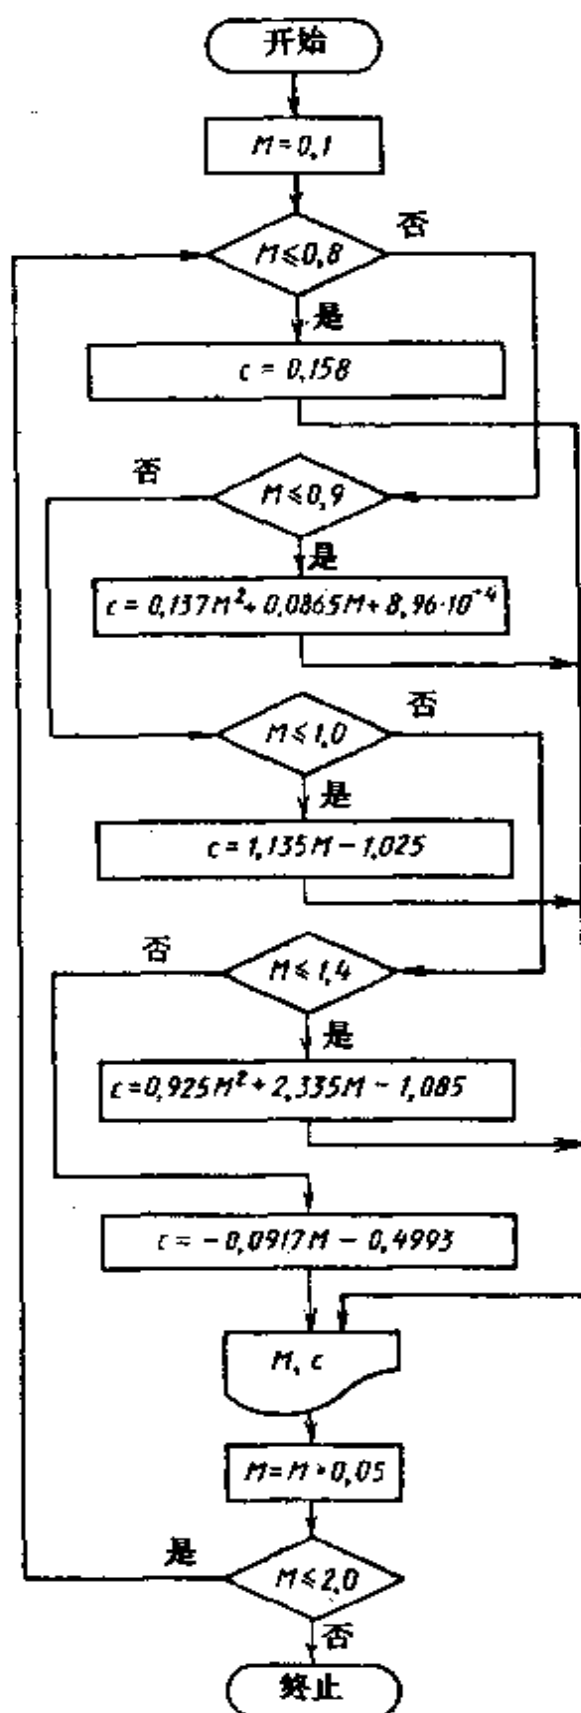 开始
M=0,1
M≤0,8
否
是
c = 0,158
否
M≤0,9
是
c = 0,137M²+0,0865M+8,96·10⁻⁴
M≤1,0
否
是
c=1,135M-1,025
否
M≤1,4
是
c=0,925M²+2,335M-1,085
c=-0,0917M-0,4993
M, c
M=M+0,05
是
M≤2,0
否
终止